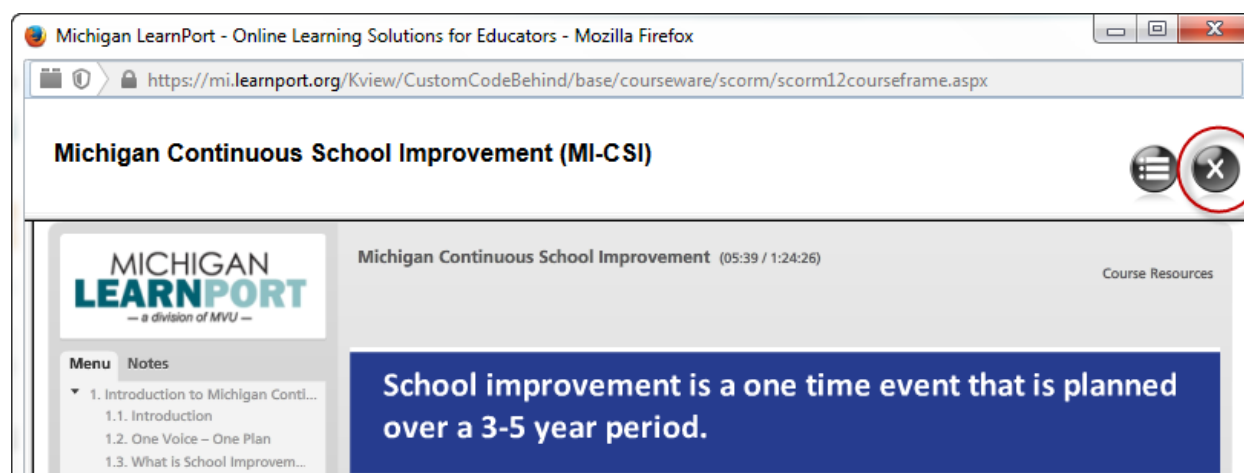 Michigan LearnPort - Online Learning Solutions for Educators - Mozilla Firefox
https://mi.learnport.org/Kview/CustomCodeBehind/base/courseware/scorm/scorm12courseframe.aspx
Michigan Continuous School Improvement (MI-CSI)
MICHIGAN
LEARNPORT
— a division of MVU —
Michigan Continuous School Improvement (05:39 / 1:24:26)
Course Resources
Menu Notes
1. Introduction to Michigan Conti...
1.1. Introduction
1.2. One Voice – One Plan
1.3. What is School Improvem...
School improvement is a one time event that is planned
over a 3-5 year period.